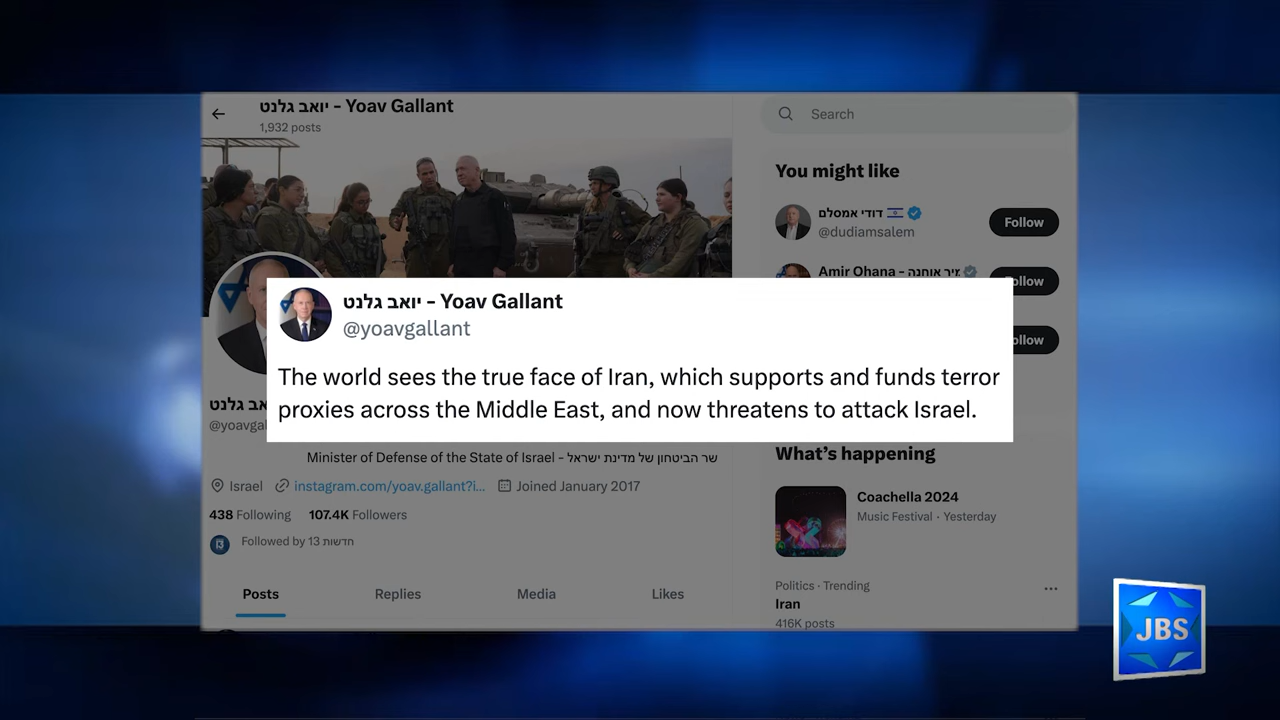 יואב גלנט - Yoav Gallant
1,932 posts
Search
You might like
דודי אמסלם
@dudiamsalem
Follow
Amir Ohana - אמיר אוחנה
ollow
ollow
יואב גלנט - Yoav Gallant
@yoavgallant
The world sees the true face of Iran, which supports and funds terror
proxies across the Middle East, and now threatens to attack Israel.
@yoavgal
Minister of Defense of the State of Israel - שר הביטחון של מדינת ישראל
Israel instagram.com/yoav.gallant?i... Joined January 2017
438 Following 107.4K Followers
Followed by חדשות 13
Posts Replies Media Likes
What's happening
Coachella 2024
Music Festival · Yesterday
Politics · Trending
Iran
416K posts
JBS